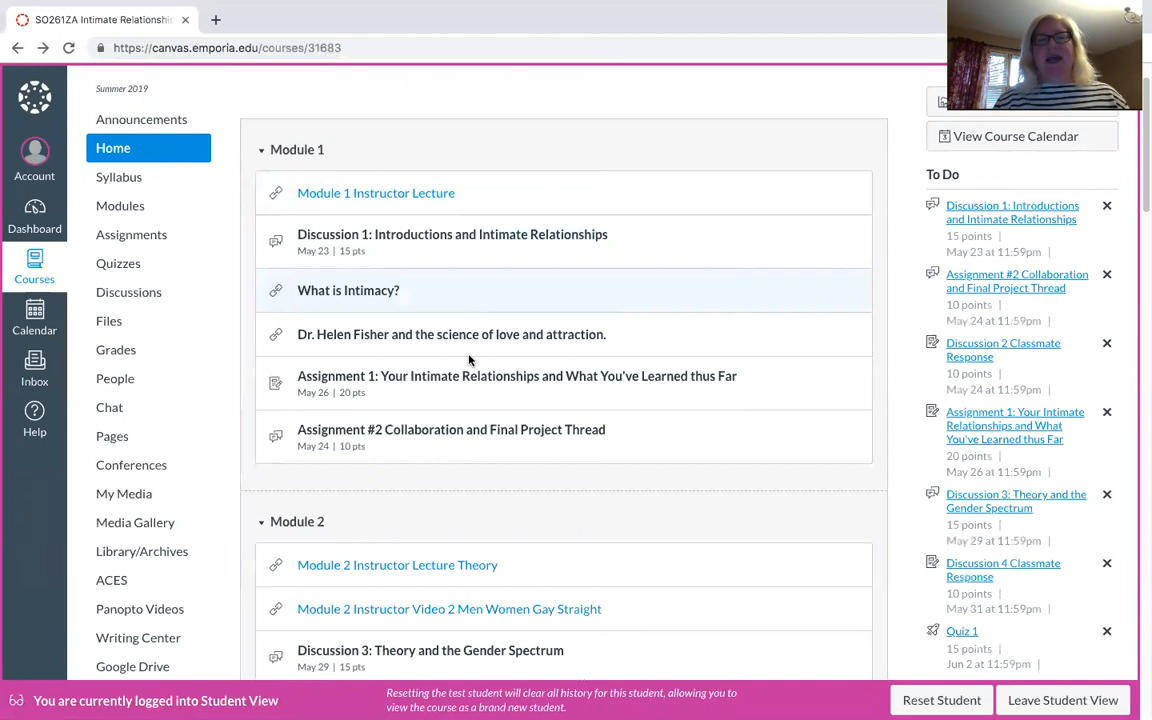 SO261ZA Intimate Relationshi
https://canvas.emporia.edu/courses/31683
Account
Dashboard
Courses
Calendar
Inbox
Help
Summer 2019
Announcements
Home
Syllabus
Modules
Assignments
Quizzes
Discussions
Files
Grades
People
Chat
Pages
Conferences
My Media
Media Gallery
Library/Archives
ACES
Panopto Videos
Writing Center
Google Drive
Module 1
Module 1 Instructor Lecture
Discussion 1: Introductions and Intimate Relationships
May 23 | 15 pts
What is Intimacy?
Dr. Helen Fisher and the science of love and attraction.
Assignment 1: Your Intimate Relationships and What You've Learned thus Far
May 26 | 20 pts
Assignment #2 Collaboration and Final Project Thread
May 24 | 10 pts
Module 2
Module 2 Instructor Lecture Theory
Module 2 Instructor Video 2 Men Women Gay Straight
Discussion 3: Theory and the Gender Spectrum
May 29 | 15 pts
View Course Calendar
To Do
Discussion 1: Introductions
and Intimate Relationships
15 points |
May 23 at 11:59pm |
Assignment #2 Collaboration
and Final Project Thread
10 points |
May 24 at 11:59pm |
Discussion 2 Classmate
Response
10 points |
May 24 at 11:59pm |
Assignment 1: Your Intimate
Relationships and What
You've Learned thus Far
20 points |
May 26 at 11:59pm |
Discussion 3: Theory and the
Gender Spectrum
15 points |
May 29 at 11:59pm |
Discussion 4 Classmate
Response
10 points |
May 31 at 11:59pm |
Quiz 1
15 points |
Jun 2 at 11:59pm |
You are currently logged into Student View
Resetting the test student will clear all history for this student, allowing you to
view the course as a brand new student.
Reset Student
Leave Student View